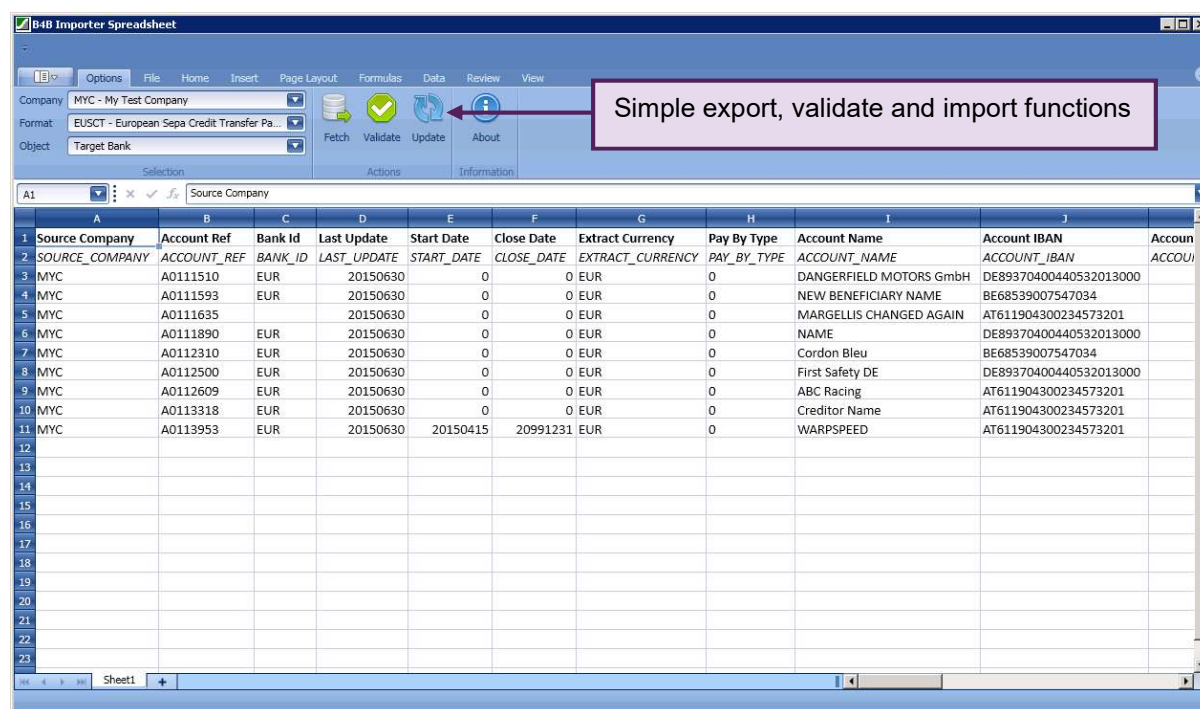 B4B Importer Spreadsheet
Options File Home Insert Page Layout Formulas Data Review View
Company MYC - My Test Company
Format EUSCT - European Sepa Credit Transfer Pa...
Object Target Bank
Fetch Validate Update About
Selection Actions Information
Simple export, validate and import functions
A1 fx Source Company
A B C D E F G H I J
1 Source Company Account Ref Bank Id Last Update Start Date Close Date Extract Currency Pay By Type Account Name Account IBAN Accoun
2 SOURCE_COMPANY ACCOUNT_REF BANK_ID LAST_UPDATE START_DATE CLOSE_DATE EXTRACT_CURRENCY PAY_BY_TYPE ACCOUNT_NAME ACCOUNT_IBAN ACCOU
3 MYC A0111510 EUR 20150630 0 0 EUR 0 DANGERFIELD MOTORS GmbH DE89370400440532013000
4 MYC A0111593 EUR 20150630 0 0 EUR 0 NEW BENEFICIARY NAME BE68539007547034
5 MYC A0111635 20150630 0 0 EUR 0 MARGELLIS CHANGED AGAIN AT611904300234573201
6 MYC A0111890 EUR 20150630 0 0 EUR 0 NAME DE89370400440532013000
7 MYC A0112310 EUR 20150630 0 0 EUR 0 Cordon Bleu BE68539007547034
8 MYC A0112500 EUR 20150630 0 0 EUR 0 First Safety DE DE89370400440532013000
9 MYC A0112609 EUR 20150630 0 0 EUR 0 ABC Racing AT611904300234573201
10 MYC A0113318 EUR 20150630 0 0 EUR 0 Creditor Name AT611904300234573201
11 MYC A0113953 EUR 20150630 20150415 20991231 EUR 0 WARPSPEED AT611904300234573201
12
13
14
15
16
17
18
19
20
21
22
23
Sheet1